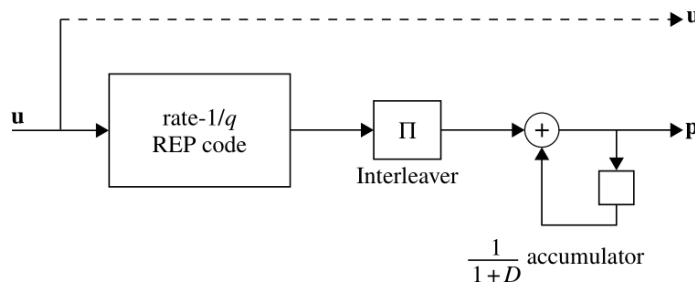 u
u
rate-1/q
REP code
Π
+
p
Interleaver
1/(1+D) accumulator